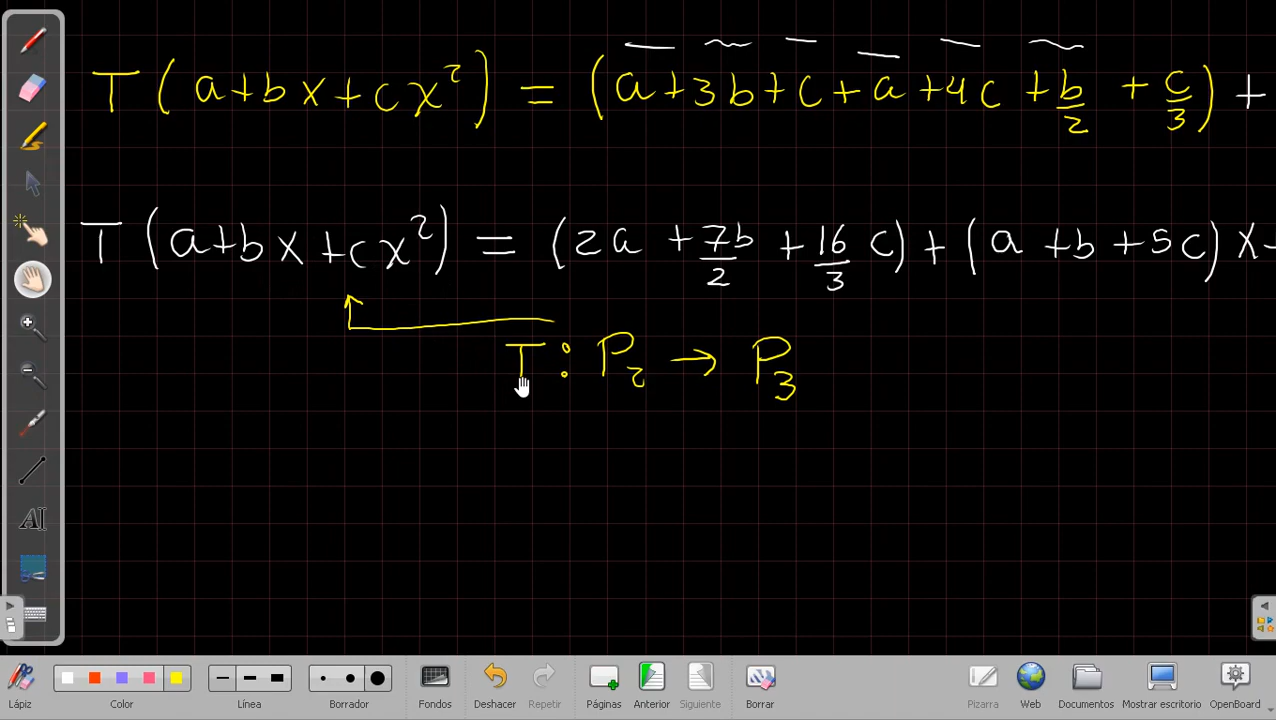 T(a+bx+cx²) = (a+3b+c+a+4c+b/2+c/3)+
T(a+bx+cx²) = (2a+7b/2+16/3c)+(a+b+5c)x-
T: P₂ → P₃
Lápiz Color Línea Borrador Fondos Deshacer Repetir Páginas Anterior Siguiente Borrar Pizarra Web Documentos Mostrar escritorio OpenBoard